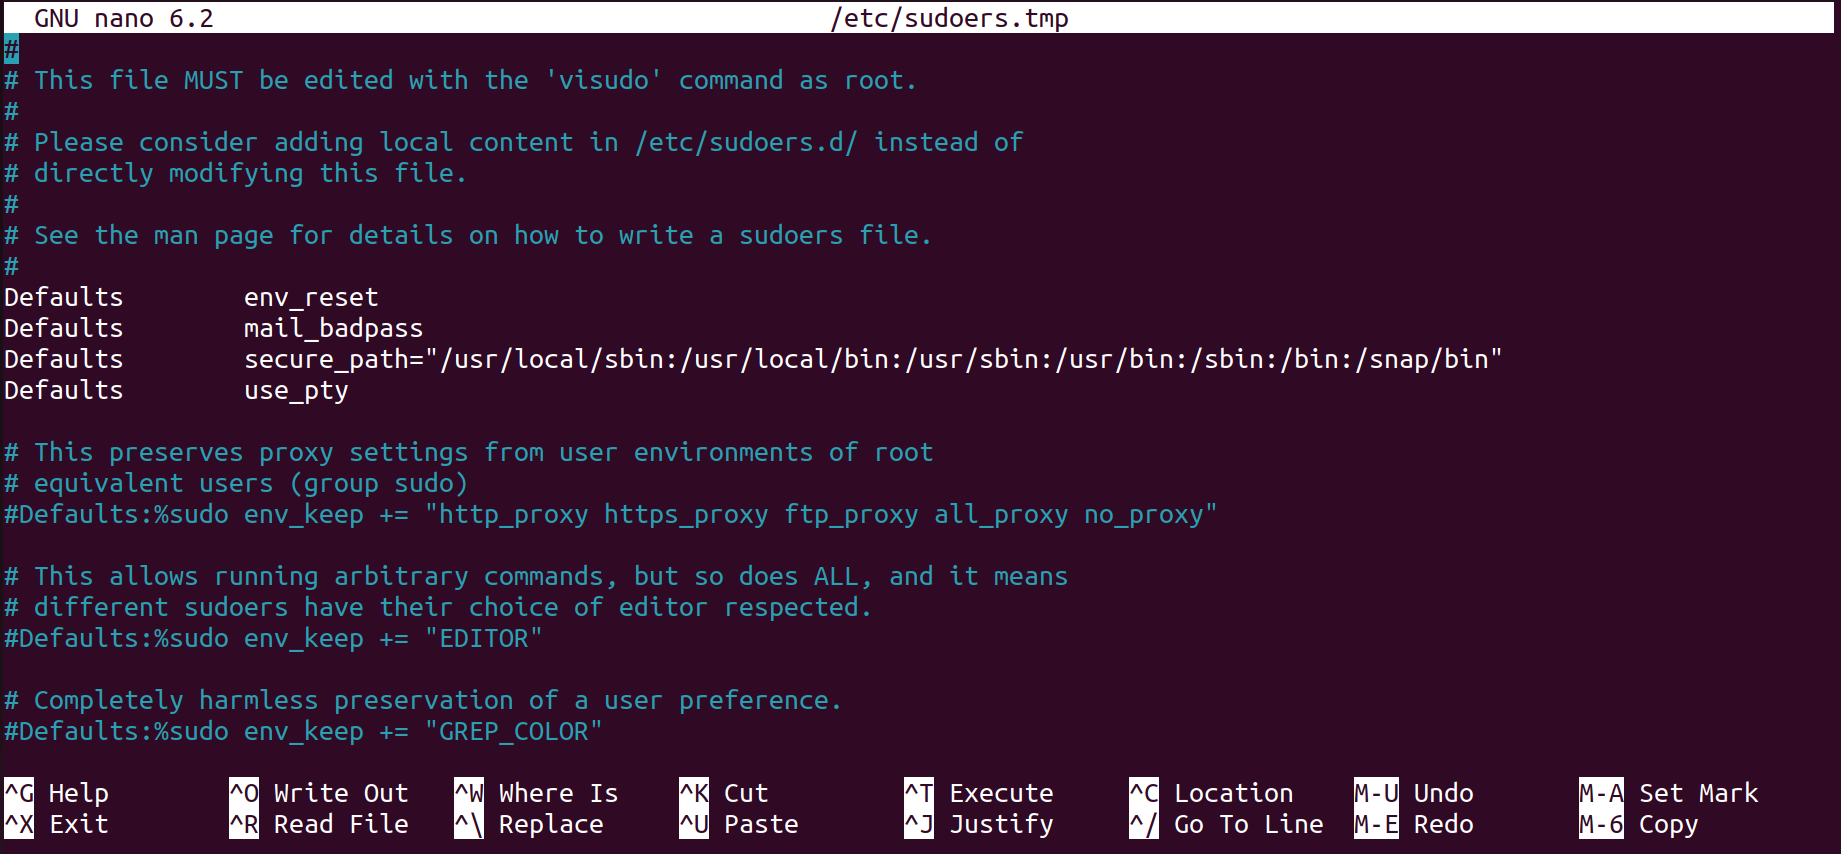 GNU nano 6.2 /etc/sudoers.tmp
#
# This file MUST be edited with the 'visudo' command as root.
#
# Please consider adding local content in /etc/sudoers.d/ instead of
# directly modifying this file.
#
# See the man page for details on how to write a sudoers file.
#
Defaults        env_reset
Defaults        mail_badpass
Defaults        secure_path="/usr/local/sbin:/usr/local/bin:/usr/sbin:/usr/bin:/sbin:/bin:/snap/bin"
Defaults        use_pty
# This preserves proxy settings from user environments of root
# equivalent users (group sudo)
#Defaults:%sudo env_keep += "http_proxy https_proxy ftp_proxy all_proxy no_proxy"
# This allows running arbitrary commands, but so does ALL, and it means
# different sudoers have their choice of editor respected.
#Defaults:%sudo env_keep += "EDITOR"
# Completely harmless preservation of a user preference.
#Defaults:%sudo env_keep += "GREP_COLOR"
^G Help ^O Write Out ^W Where Is ^K Cut ^T Execute ^C Location M-U Undo M-A Set Mark
^X Exit ^R Read File ^\ Replace ^U Paste ^J Justify ^/ Go To Line M-E Redo M-6 Copy